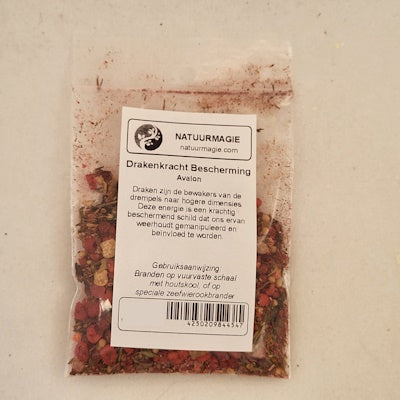 NATUURMAGIE
natuurmagie.com
Drakenkracht Bescherming
Avalon
Draken zijn de bewakers van de
drempels naar hogere dimensies.
Deze energie is een krachtig
beschermend schild dat ons ervan
weerhoudt gemanipuleerd en
beïnvloed te worden.
Gebruiksaanwijzing:
Branden op vuurvaste schaal
met houtskool, of op
speciale zeefwierookbrander
4250209844547